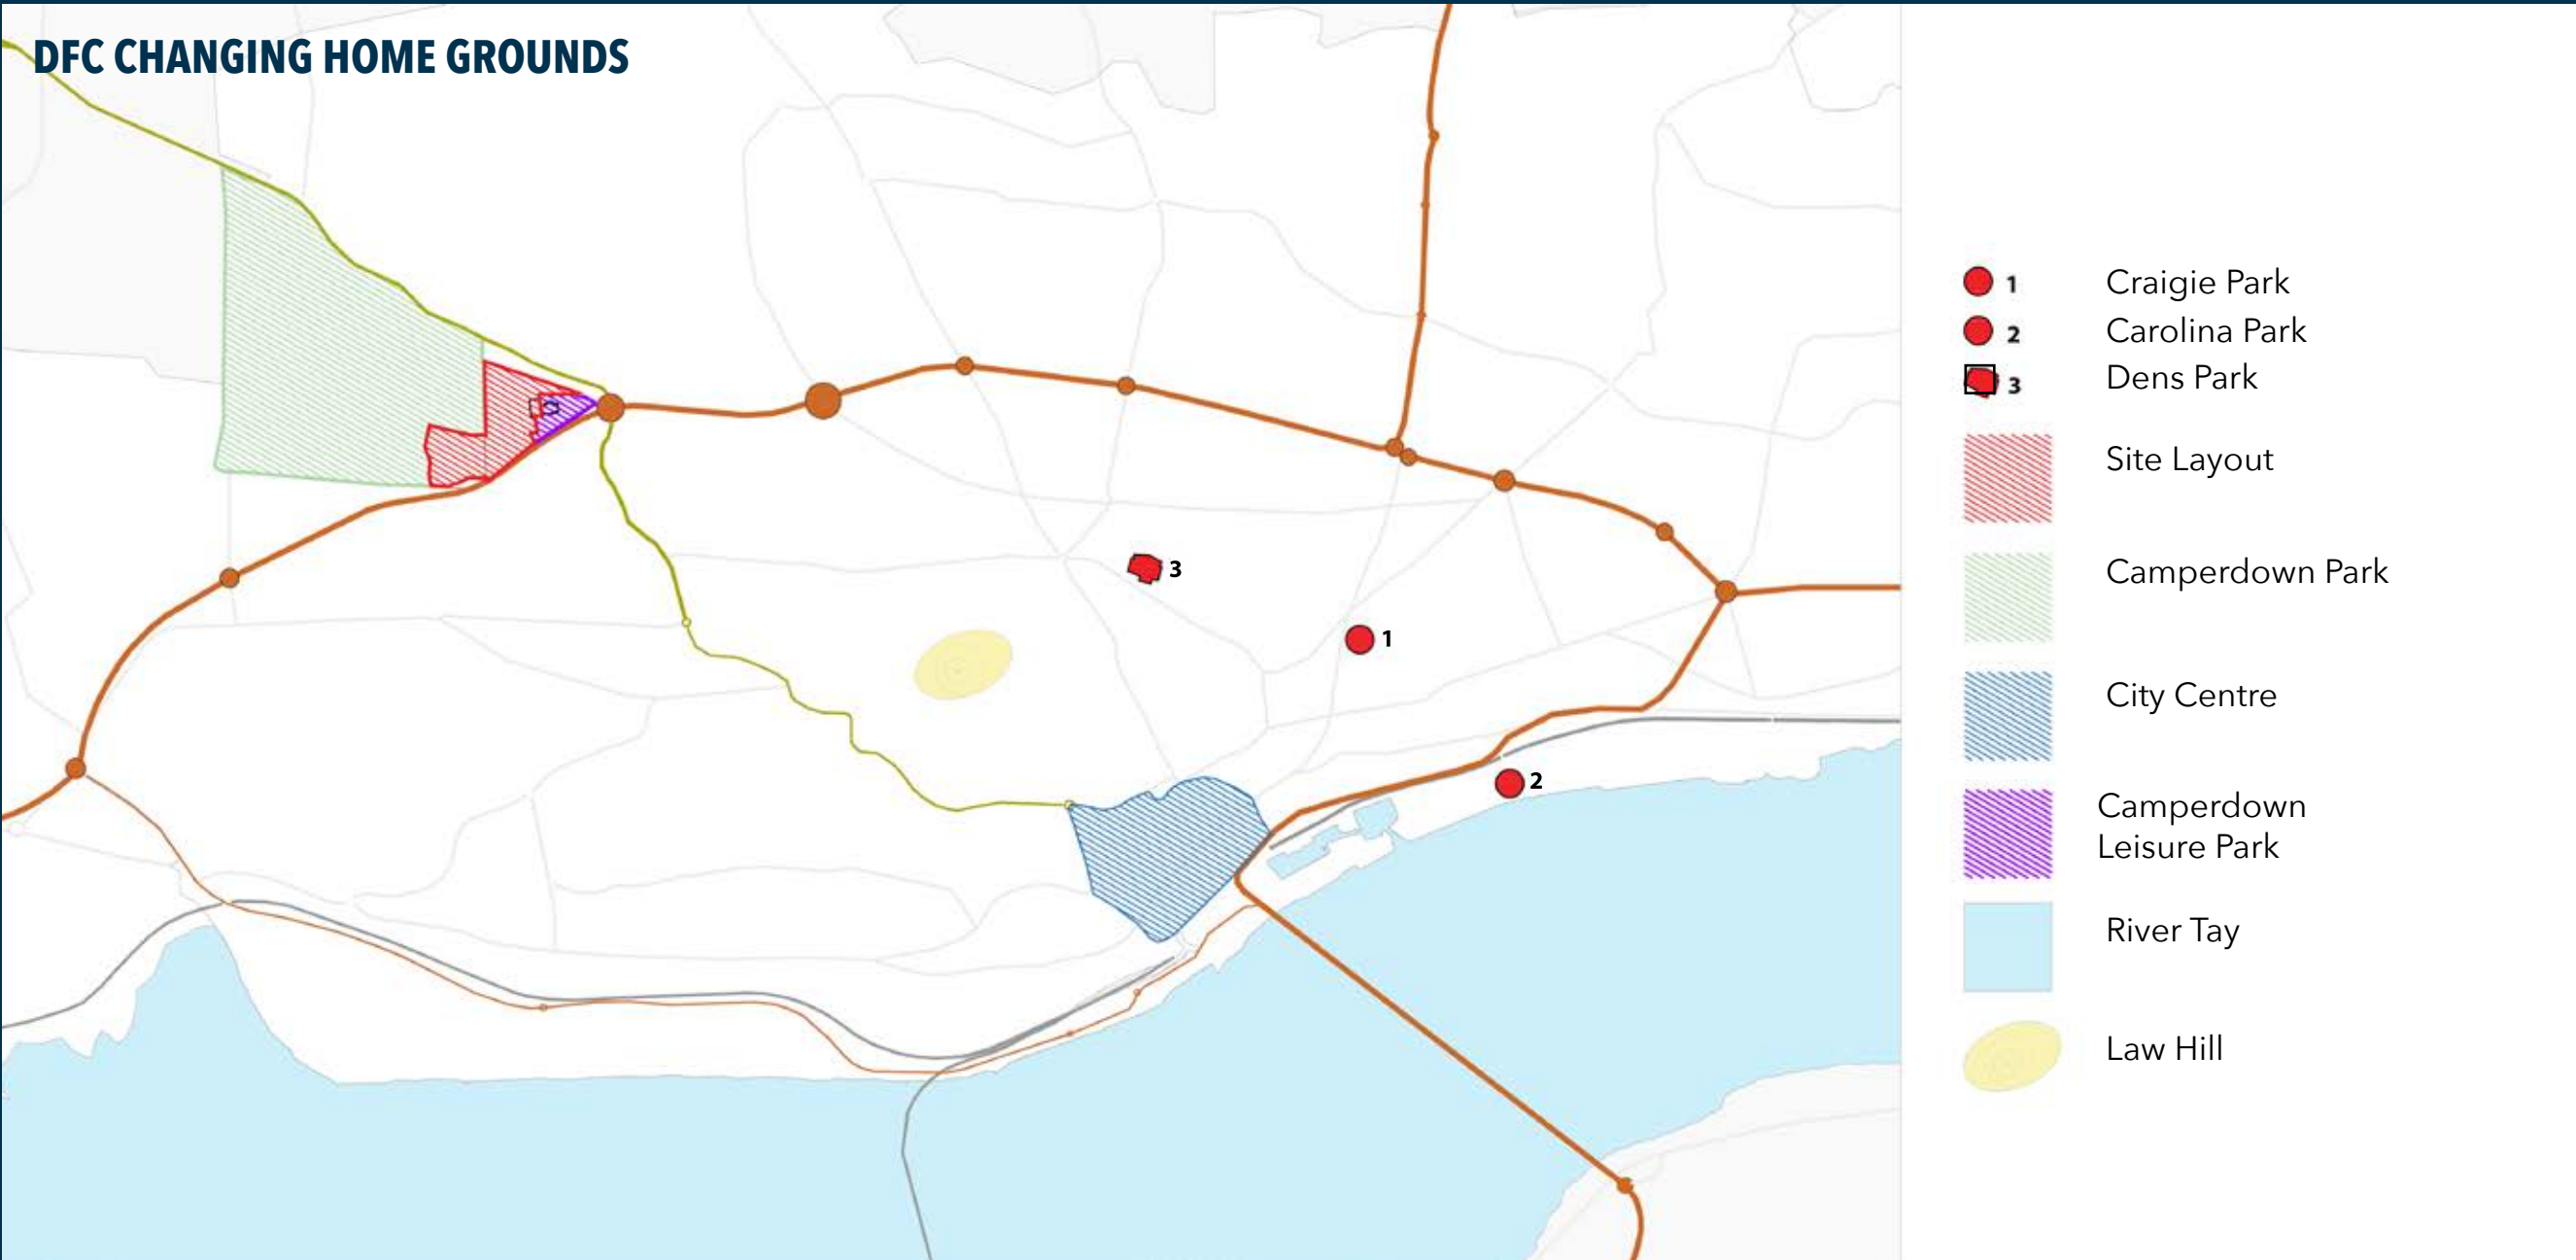 DFC CHANGING HOME GROUNDS
3
1
2
1 Craigie Park
2 Carolina Park
3 Dens Park
Site Layout
Camperdown Park
City Centre
Camperdown
Leisure Park
River Tay
Law Hill